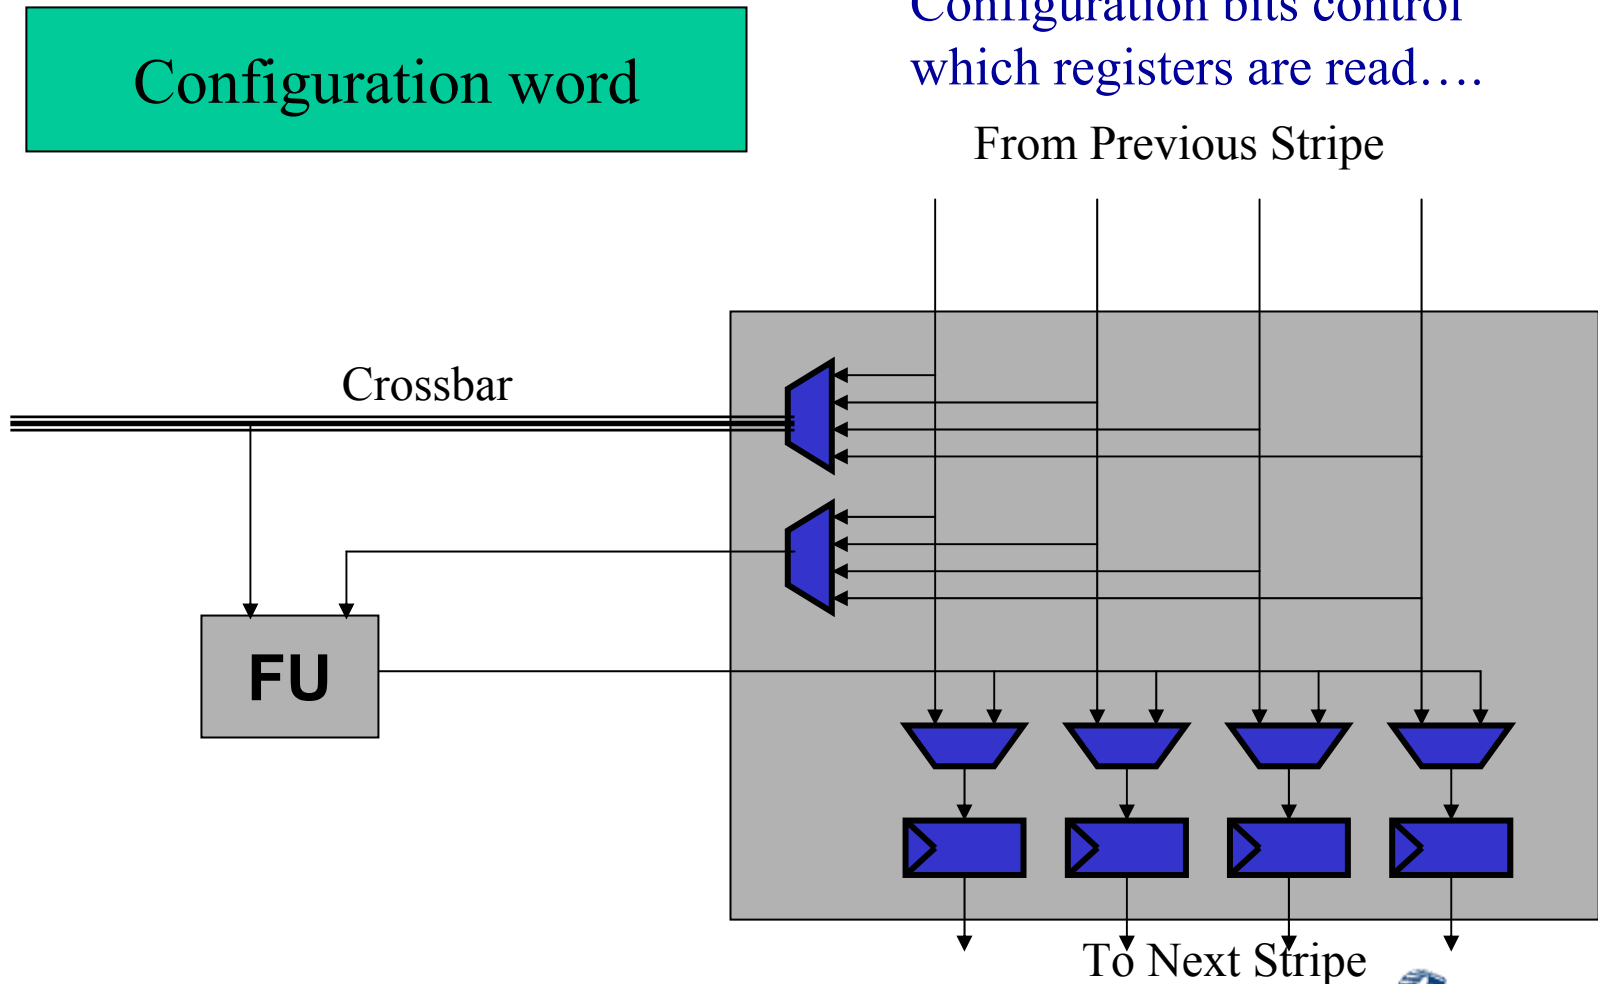 Configuration bits control
which registers are read….
Configuration word
From Previous Stripe
Crossbar
FU
To Next Stripe